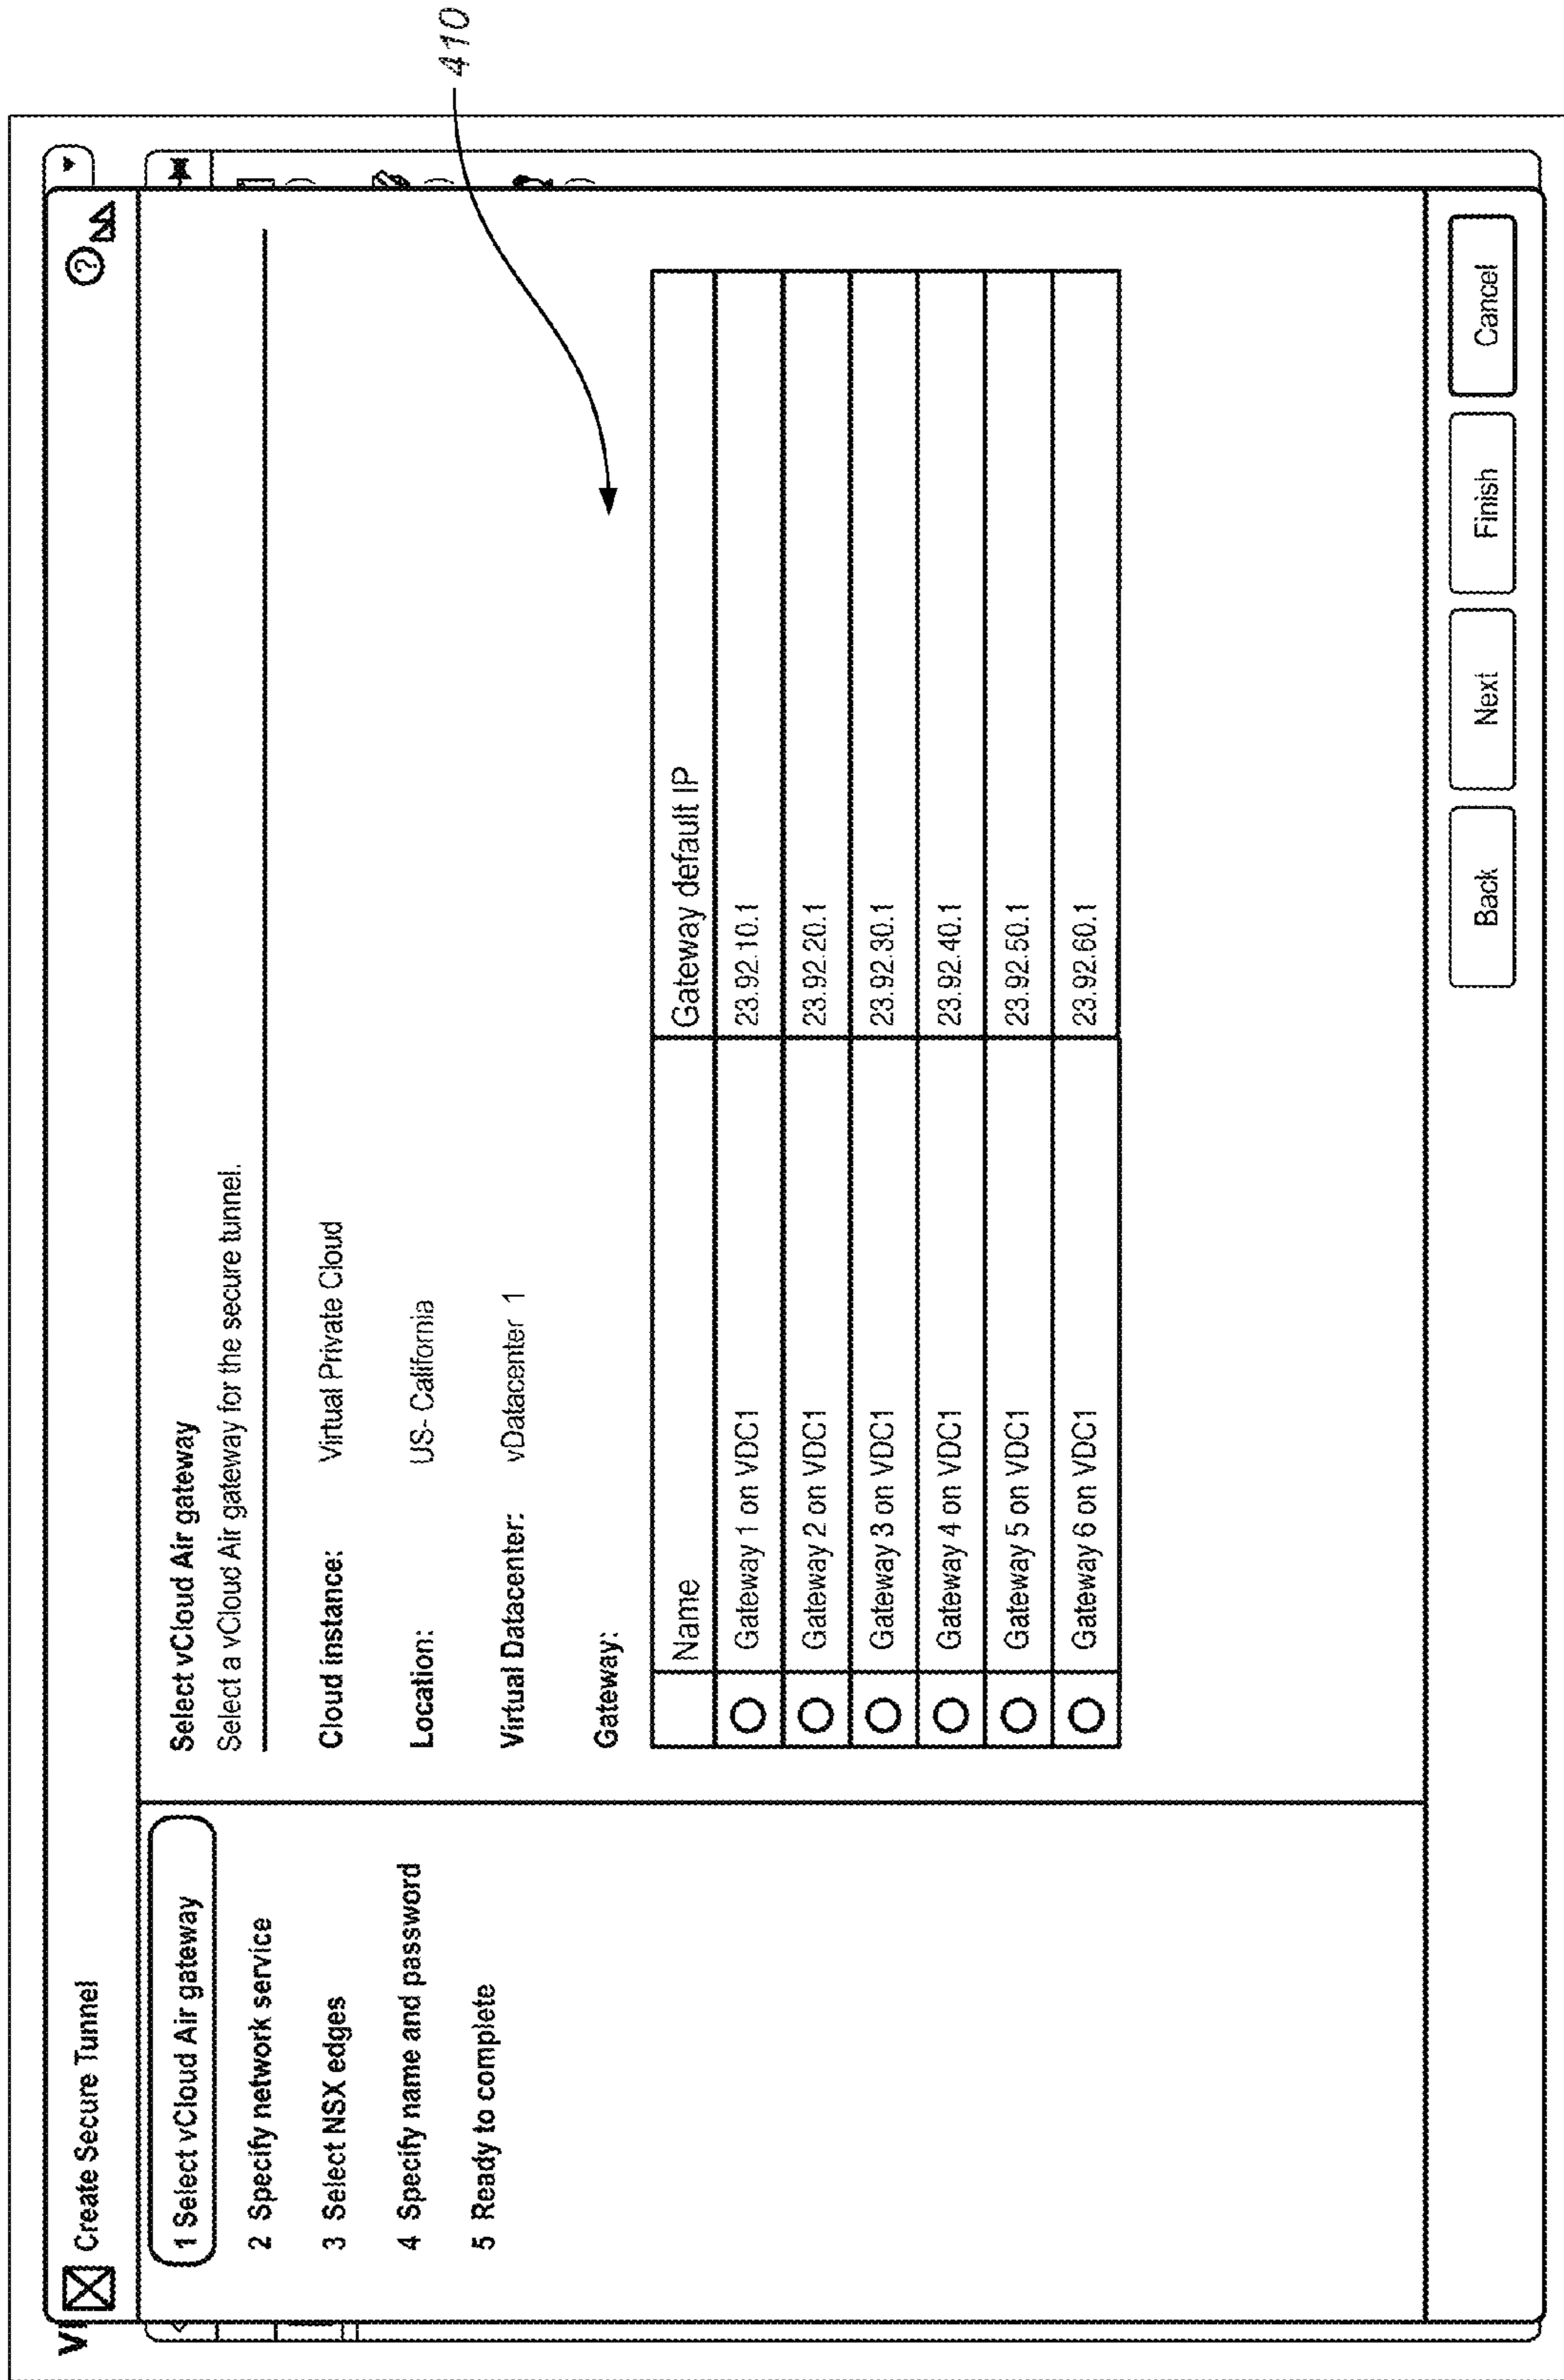 410
VI
Create Secure Tunnel
?
1 Select vCloud Air gateway
2 Specify network service
3 Select NSX edges
4 Specify name and password
5 Ready to complete
Select vCloud Air gateway
Select a vCloud Air gateway for the secure tunnel.
Cloud instance: Virtual Private Cloud
Location: US- California
Virtual Datacenter: vDatacenter 1
Gateway:
Name Gateway default IP
Gateway 1 on VDC1 23.92.10.1
Gateway 2 on VDC1 23.92.20.1
Gateway 3 on VDC1 23.92.30.1
Gateway 4 on VDC1 23.92.40.1
Gateway 5 on VDC1 23.92.50.1
Gateway 6 on VDC1 23.92.60.1
Back Next Finish Cancel